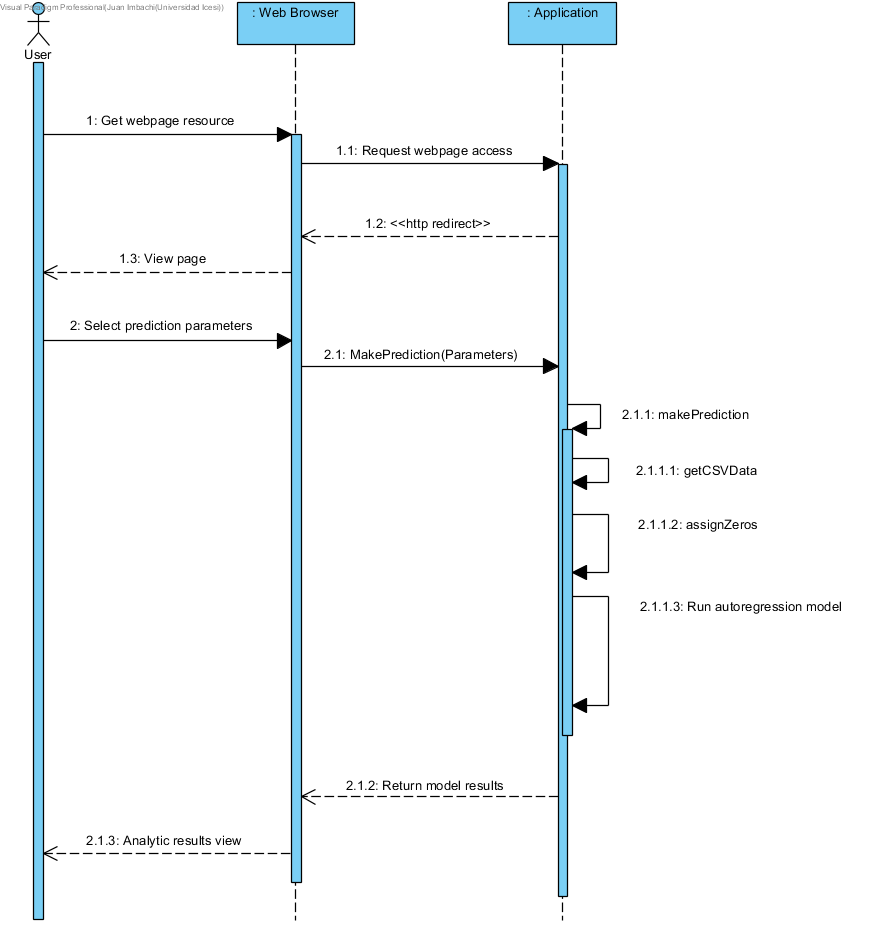 Visual Paradigm Professional(Juan Imbachi(Universidad Icesi))
: Web Browser
: Application
User
1: Get webpage resource
1.1: Request webpage access
1.2: <<http redirect>>
1.3: View page
2: Select prediction parameters
2.1: MakePrediction(Parameters)
2.1.1: makePrediction
2.1.1.1: getCSVData
2.1.1.2: assignZeros
2.1.1.3: Run autoregression model
2.1.2: Return model results
2.1.3: Analytic results view